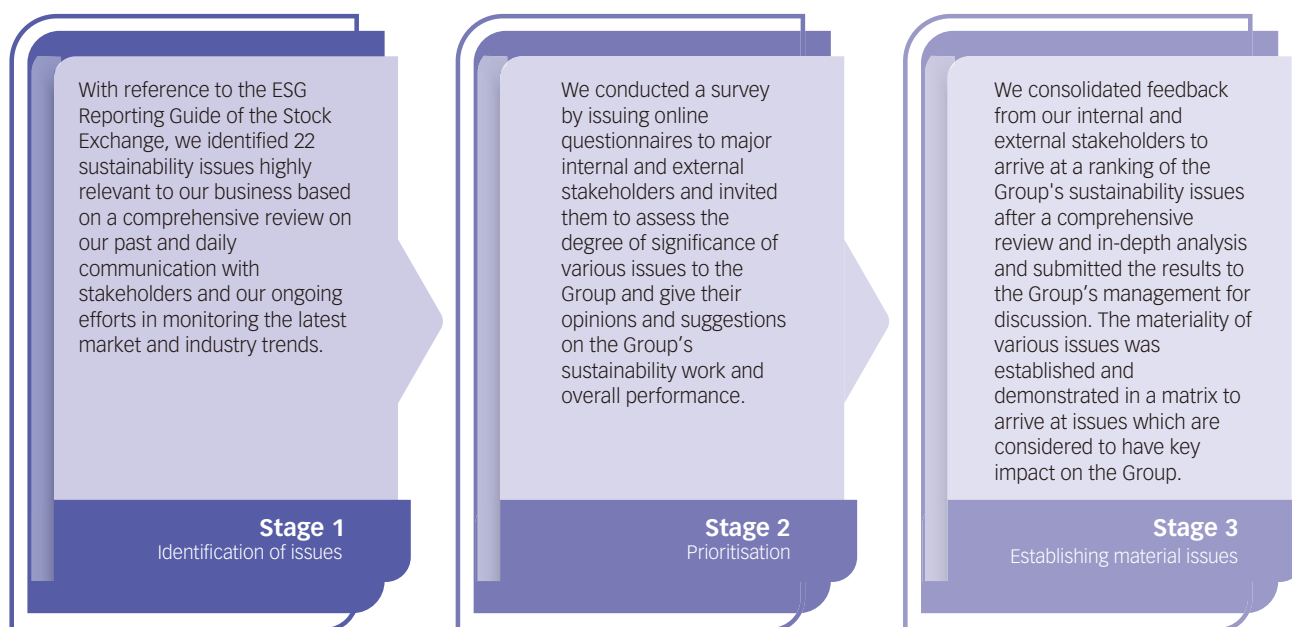 With reference to the ESG
Reporting Guide of the Stock
Exchange, we identified 22
sustainability issues highly
relevant to our business based
on a comprehensive review on
our past and daily
communication with
stakeholders and our ongoing
efforts in monitoring the latest
market and industry trends.
Stage 1
Identification of issues
We conducted a survey
by issuing online
questionnaires to major
internal and external
stakeholders and invited
them to assess the
degree of significance of
various issues to the
Group and give their
opinions and suggestions
on the Group’s
sustainability work and
overall performance.
Stage 2
Prioritisation
We consolidated feedback
from our internal and
external stakeholders to
arrive at a ranking of the
Group's sustainability issues
after a comprehensive
review and in-depth analysis
and submitted the results to
the Group’s management for
discussion. The materiality of
various issues was
established and
demonstrated in a matrix to
arrive at issues which are
considered to have key
impact on the Group.
Stage 3
Establishing material issues